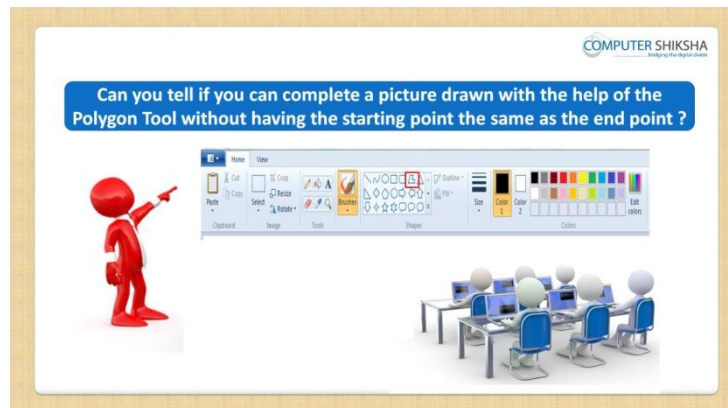 COMPUTER SHIKSHA
bridging the digital divide
Can you tell if you can complete a picture drawn with the help of the
Polygon Tool without having the starting point the same as the end point ?
Home View
Cut
Copy
Paste
Clipboard
Crop
Resize
Rotate
Select
Image
A
Tools
Brushes
Outline
Fill
Shapes
Size
Color 1
Color 2
Edit colors
Colors